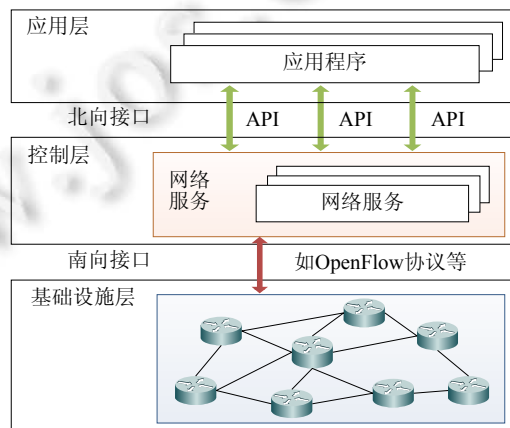 应用层
应用程序
北向接口
API
API
API
控制层
网络
服务
网络服务
南向接口
如OpenFlow协议等
基础设施层